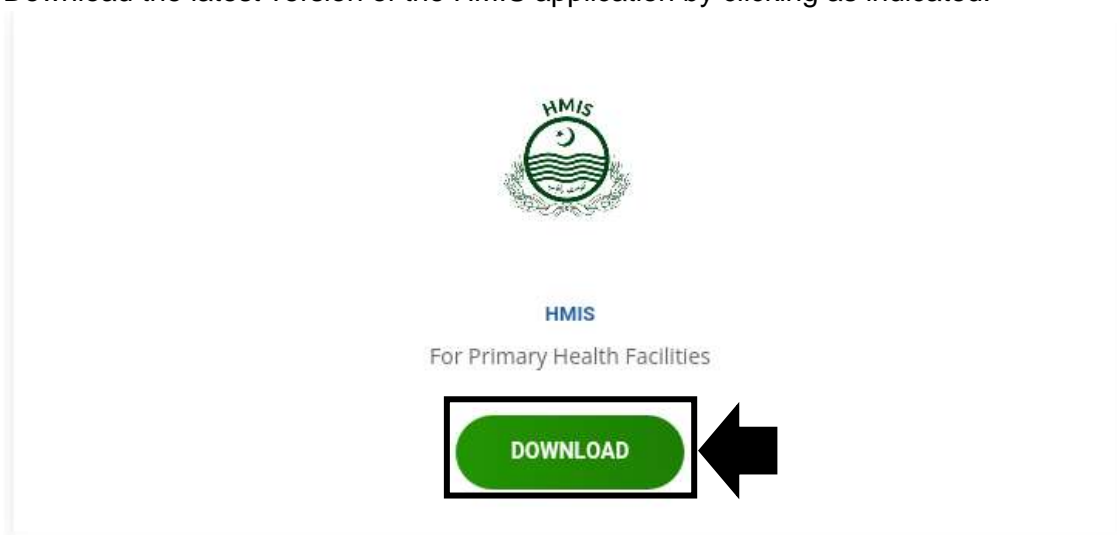 Download the latest version of the HMIS application by clicking as indicated.
HMIS
HMIS
For Primary Health Facilities
DOWNLOAD